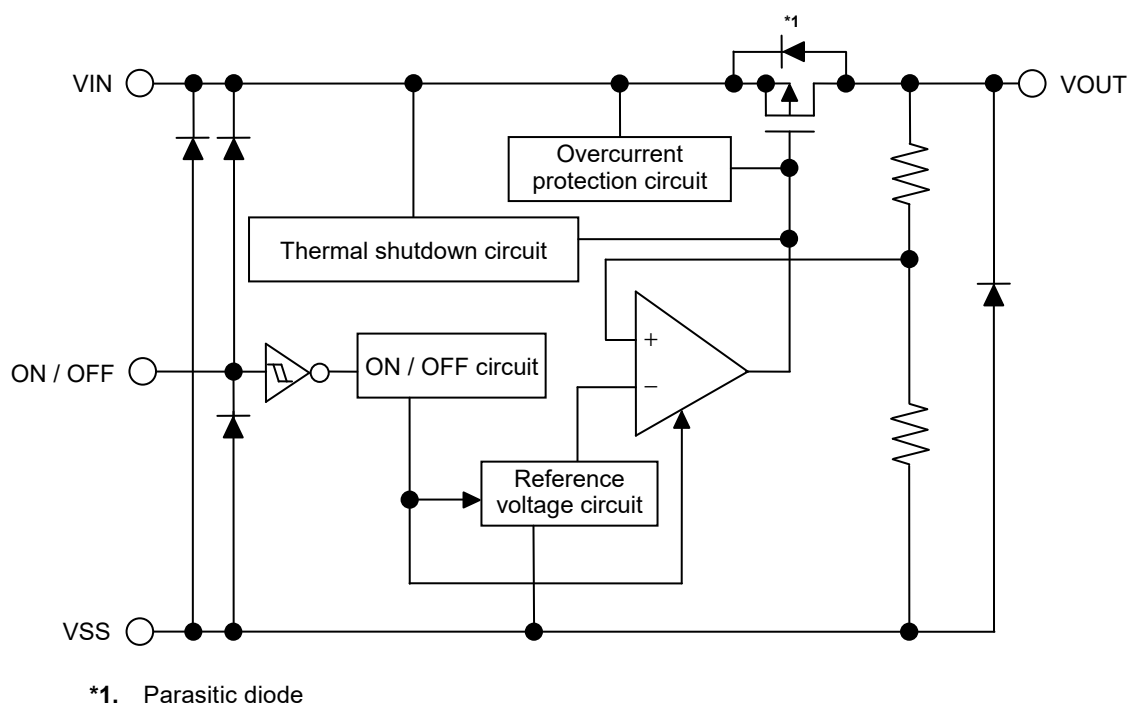 *1
VIN
VOUT
Overcurrent
protection circuit
Thermal shutdown circuit
+
ON / OFF
ON / OFF circuit
−
Reference
voltage circuit
VSS
*1. Parasitic diode